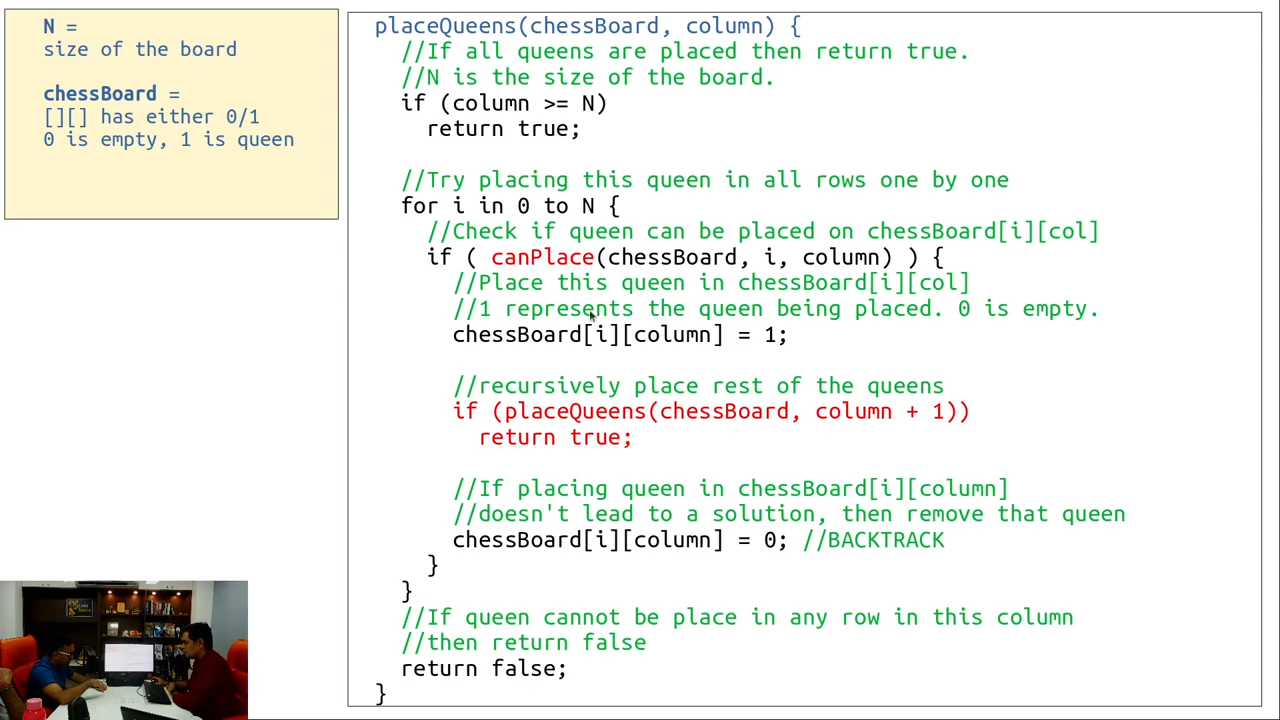 N =
size of the board
chessBoard =
[][] has either 0/1
0 is empty, 1 is queen
placeQueens(chessBoard, column) {
//If all queens are placed then return true.
//N is the size of the board.
if (column >= N)
return true;
//Try placing this queen in all rows one by one
for i in 0 to N {
//Check if queen can be placed on chessBoard[i][col]
if ( canPlace(chessBoard, i, column) ) {
//Place this queen in chessBoard[i][col]
//1 represents the queen being placed. 0 is empty.
chessBoard[i][column] = 1;
//recursively place rest of the queens
if (placeQueens(chessBoard, column + 1))
return true;
//If placing queen in chessBoard[i][column]
//doesn't lead to a solution, then remove that queen
chessBoard[i][column] = 0; //BACKTRACK
}
}
//If queen cannot be place in any row in this column
//then return false
return false;
}